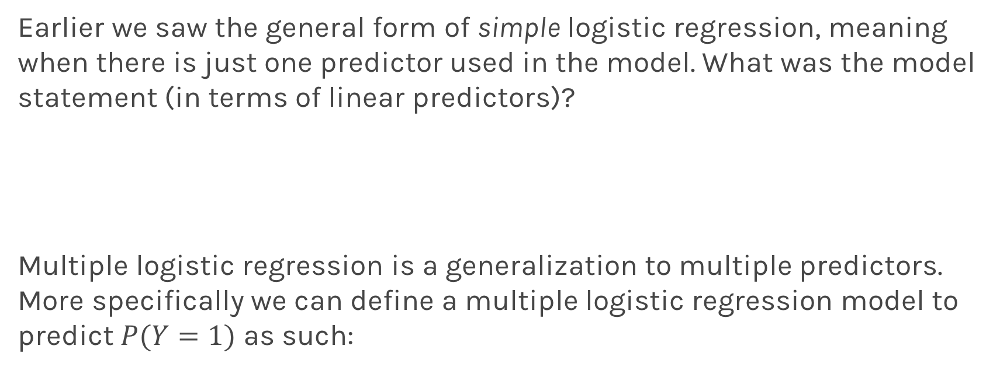 Earlier we saw the general form of simple logistic regression, meaning
when there is just one predictor used in the model. What was the model
statement (in terms of linear predictors)?
Multiple logistic regression is a generalization to multiple predictors.
More specifically we can define a multiple logistic regression model to
predict P(Y = 1) as such: